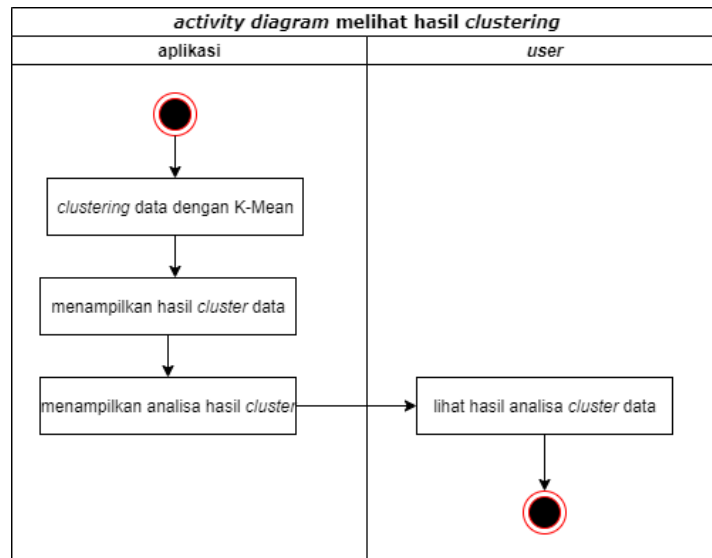 activity diagram melihat hasil clustering
aplikasi
user
clustering data dengan K-Mean
menampilkan hasil cluster data
menampilkan analisa hasil cluster
lihat hasil analisa cluster data